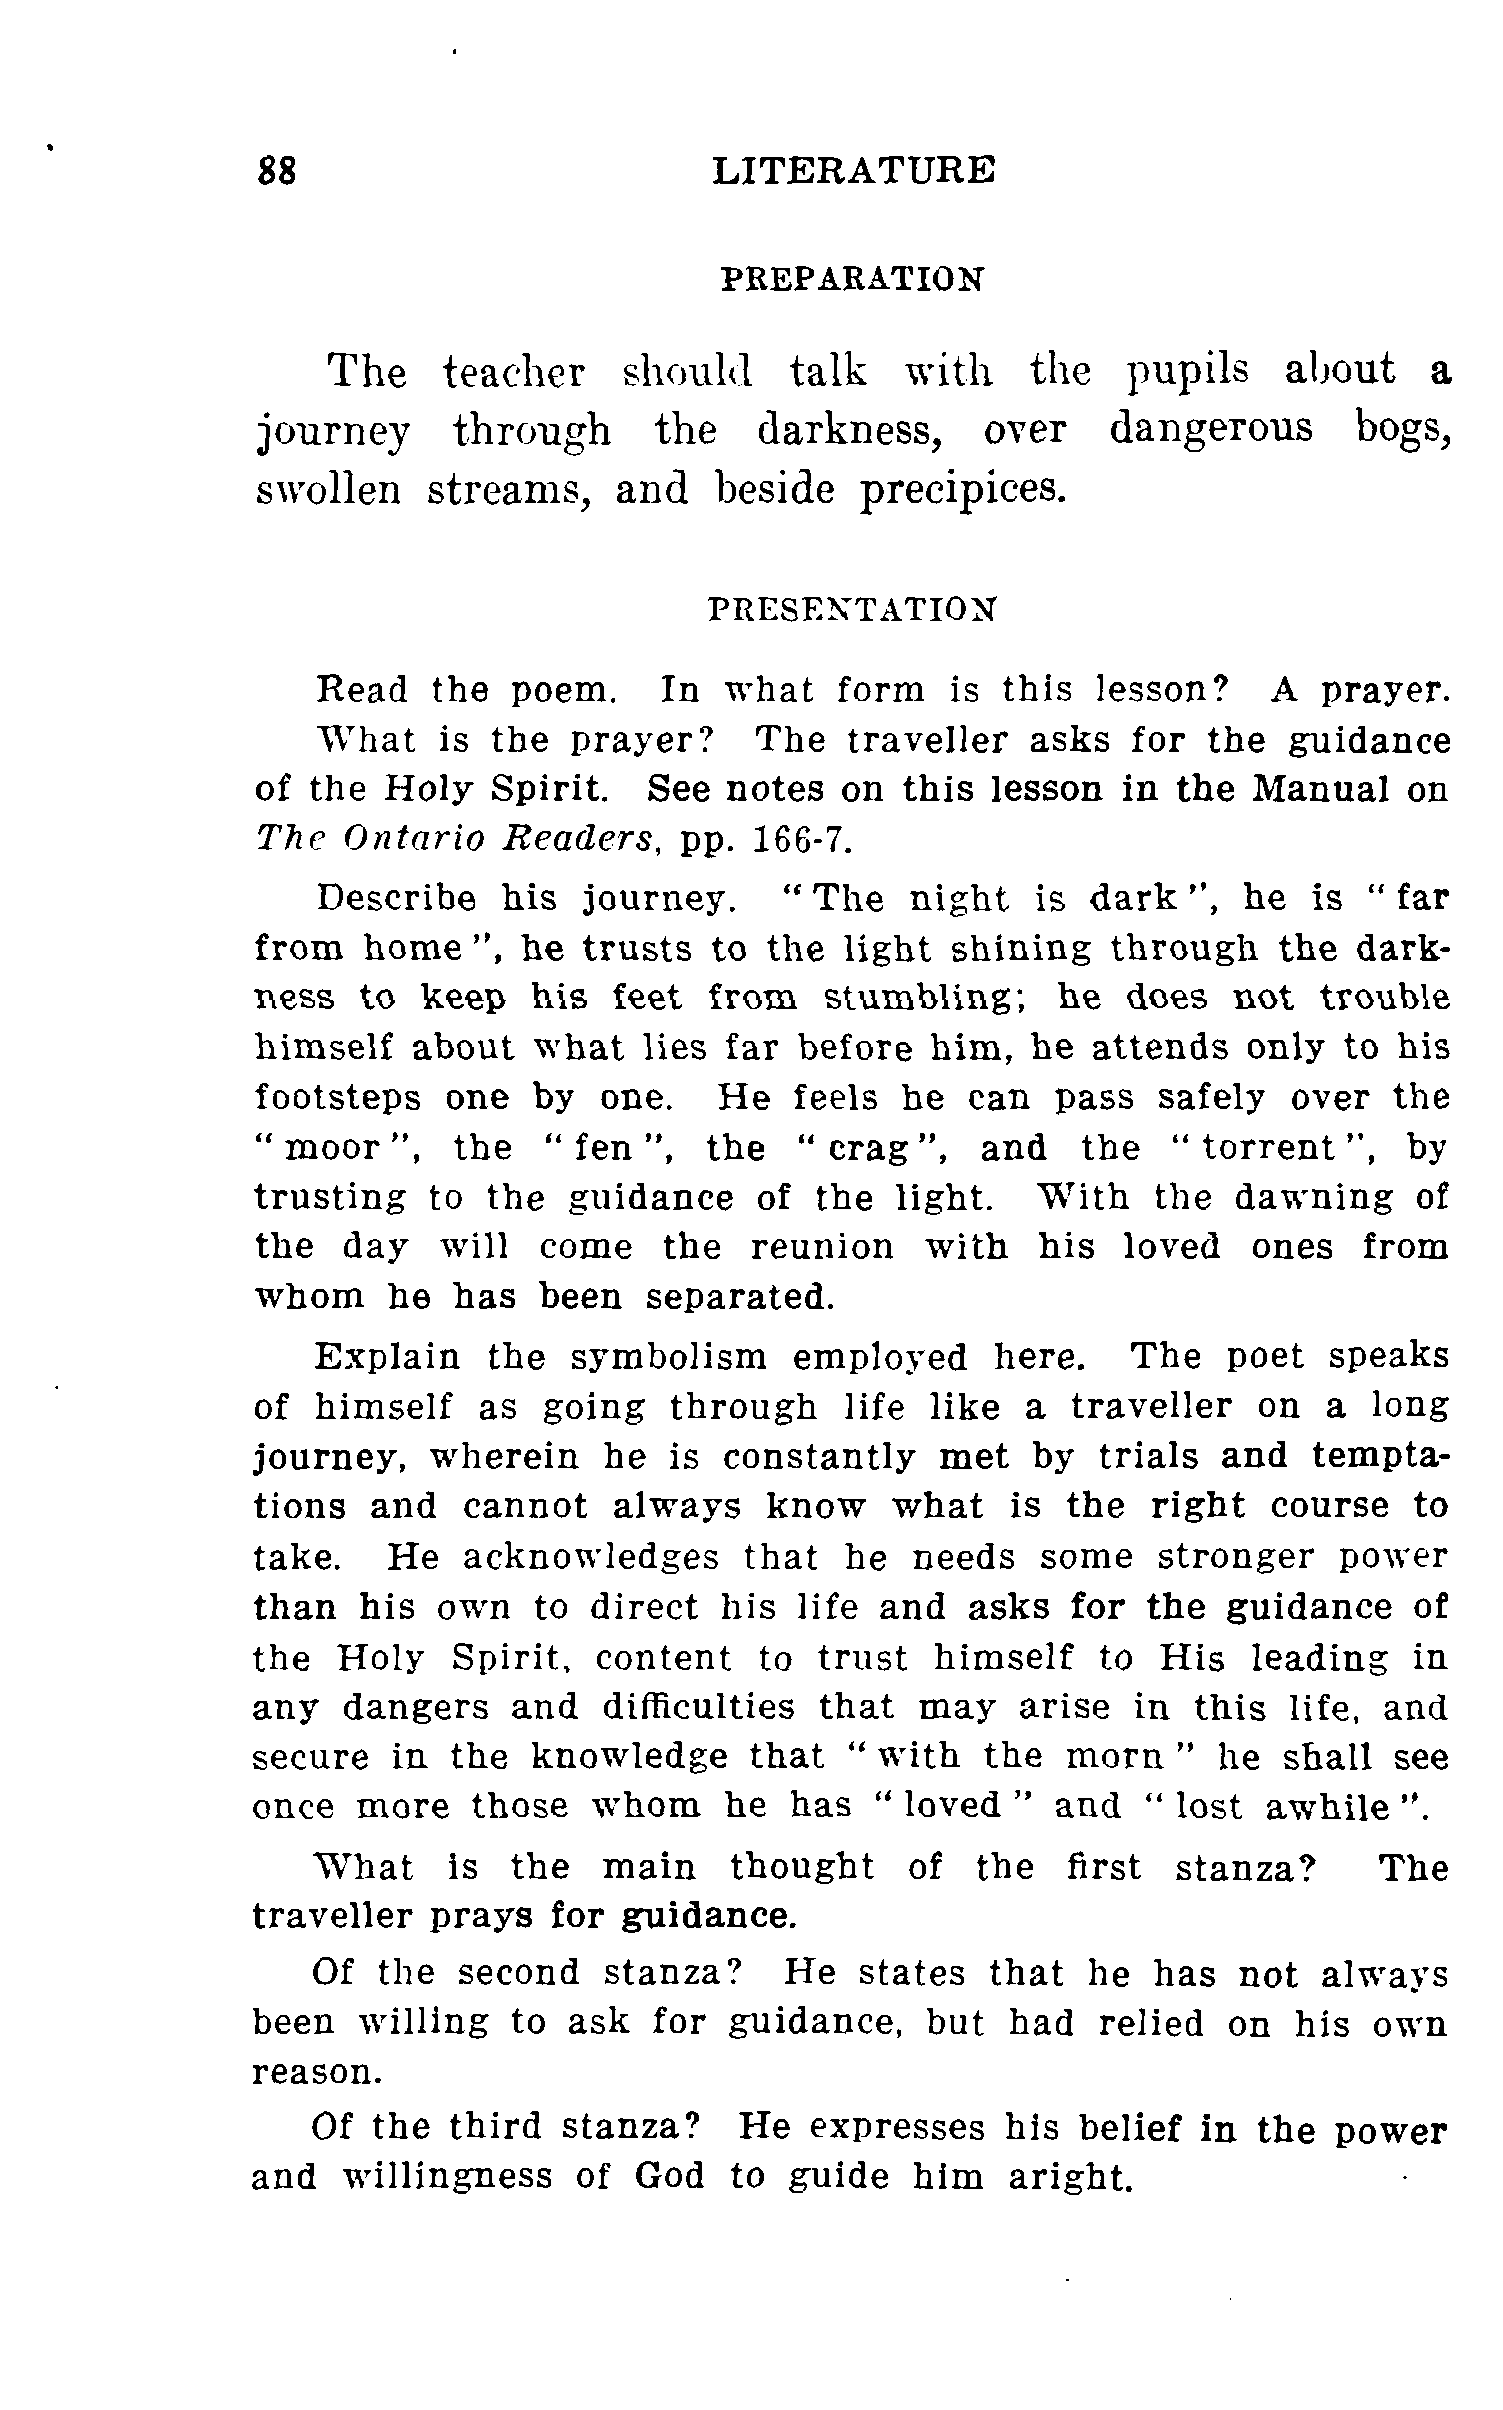 88 LITERATURE
PREPARATION
The teacher should talk with the pupils about a
journey through the darkness, over dangerous bogs,
swollen streams, and beside precipices.
PRESENTATION
Read the poem. In what form is this lesson? A prayer.
What is the prayer? The traveller asks for the guidance
of the Holy Spirit. See notes on this lesson in the Manual on
The Ontario Readers, pp. 166-7.
Describe his journey. "The night is dark", he is "far
from home", he trusts to the light shining through the dark-
ness to keep his feet from stumbling; he does not trouble
himself about what lies far before him, he attends only to his
footsteps one by one. He feels he can pass safely over the
"moor", the "fen", the "crag", and the "torrent", by
trusting to the guidance of the light. With the dawning of
the day will come the reunion with his loved ones from
whom he has been separated.
Explain the symbolism employed here. The poet speaks
of himself as going through life like a traveller on a long
journey, wherein he is constantly met by trials and tempta-
tions and cannot always know what is the right course to
take. He acknowledges that he needs some stronger power
than his own to direct his life and asks for the guidance of
the Holy Spirit, content to trust himself to His leading in
any dangers and difficulties that may arise in this life, and
secure in the knowledge that "with the morn" he shall see
once more those whom he has "loved" and "lost awhile".
What is the main thought of the first stanza? The
traveller prays for guidance.
Of the second stanza? He states that he has not always
been willing to ask for guidance, but had relied on his own
reason.
Of the third stanza? He expresses his belief in the power
and willingness of God to guide him aright.